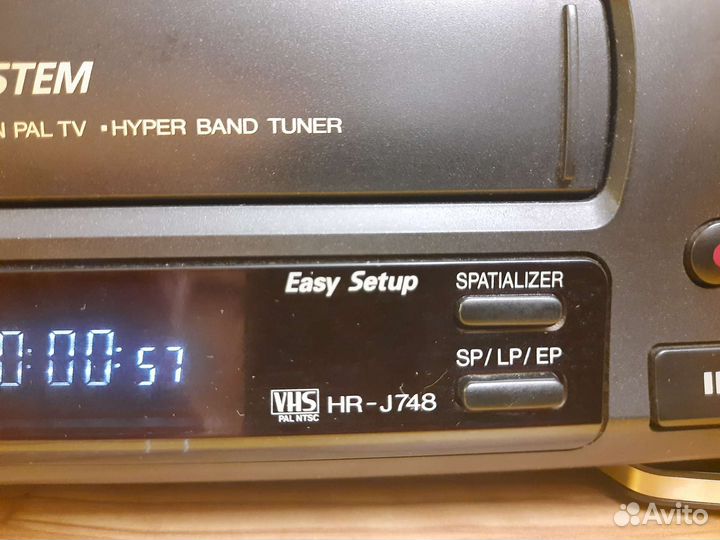 STEM
N PAL TV ▪HYPER BAND TUNER
Easy Setup
SPATIALIZER
0:00:57
SP/LP/EP
VHS
PAL NTSC
HR-J748
Avito